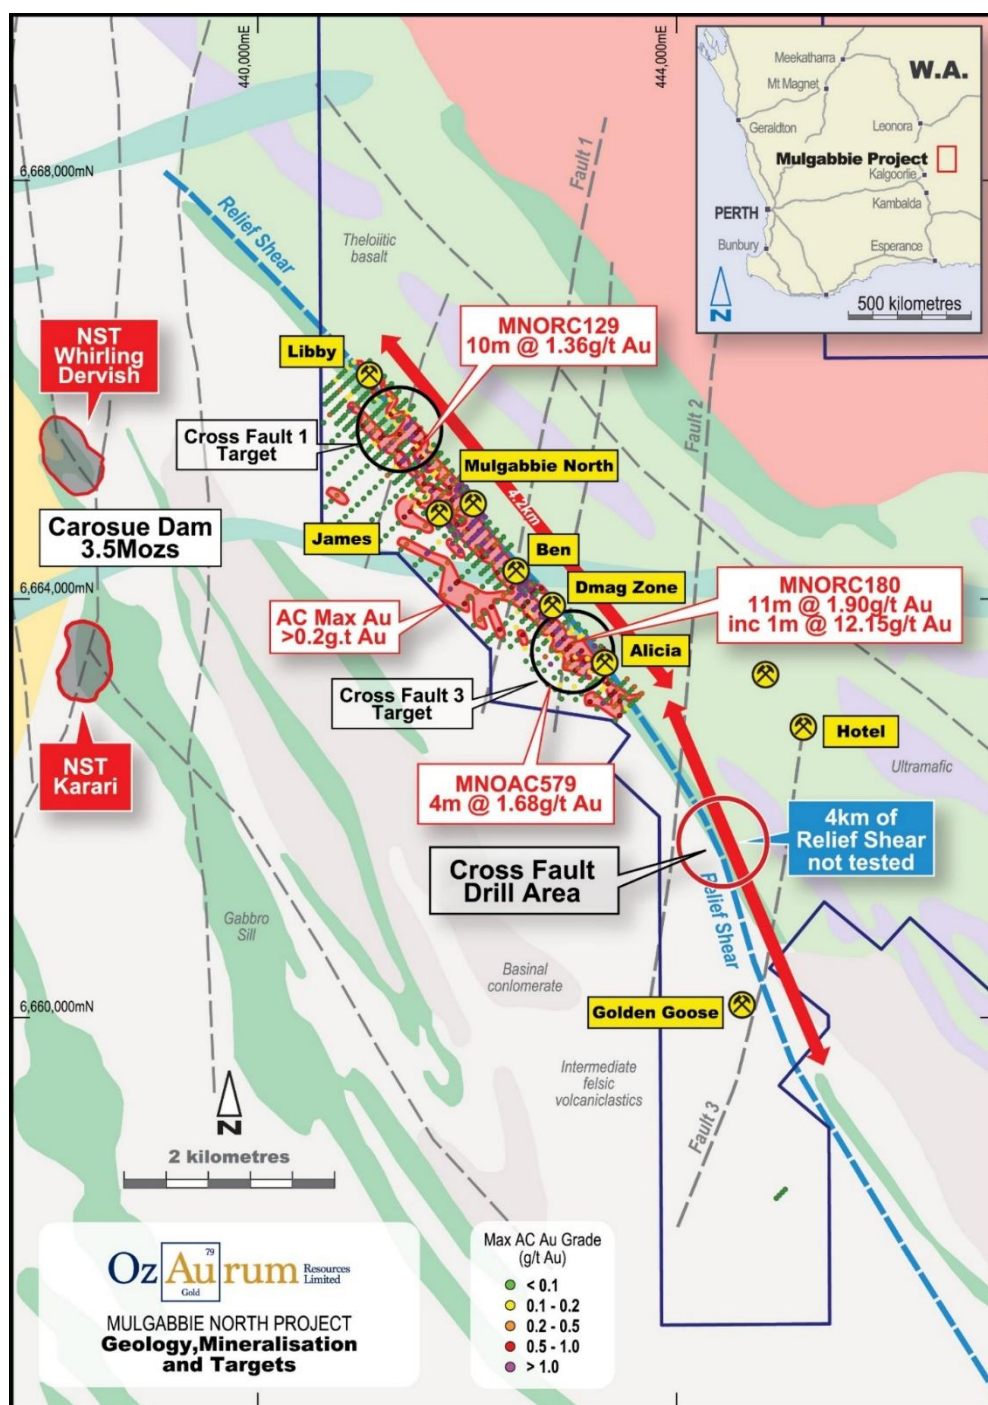 440,000mE
444,000mE
6,668,000mN
6,664,000mN
6,660,000mN
Meekatharra
Mt Magnet
W.A.
Geraldton
Leonora
Mulgabbie Project
Kalgoorlie
PERTH
Kambalda
Bunbury
Esperance
N
500 kilometres
Fault 1
Relief Shear
Theloiitic
basalt
NST
Whirling
Dervish
MNORC129
10m @ 1.36g/t Au
Libby
Fault 2
Cross Fault 1
Target
Mulgabbie North
4.2km
Carosue Dam
3.5Mozs
James
Ben
Dmag Zone
MNORC180
11m @ 1.90g/t Au
inc 1m @ 12.15g/t Au
AC Max Au
>0.2g.t Au
Alicia
Cross Fault 3
Target
NST
Karari
Hotel
Ultramafic
MNOAC579
4m @ 1.68g/t Au
4km of
Relief Shear
not tested
Cross Fault
Drill Area
Relief Shear
Gabbro
Sill
Basinal
conlomerate
Golden Goose
Intermediate
felsic
volcaniclastics
Fault 3
N
2 kilometres
Oz Au rum Resources
Limited
79
Gold
MULGABBIE NORTH PROJECT
Geology,Mineralisation
and Targets
Max AC Au Grade
(g/t Au)
< 0.1
0.1 - 0.2
0.2 - 0.5
0.5 - 1.0
> 1.0